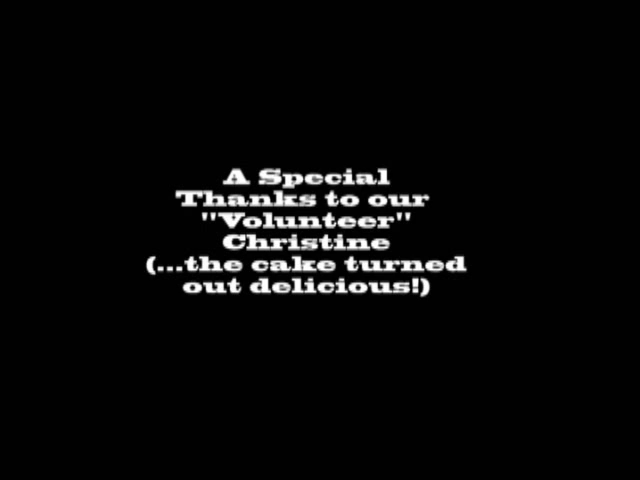 A Special
Thanks to our
"Volunteer"
Christine
(...the cake turned
out delicious!)